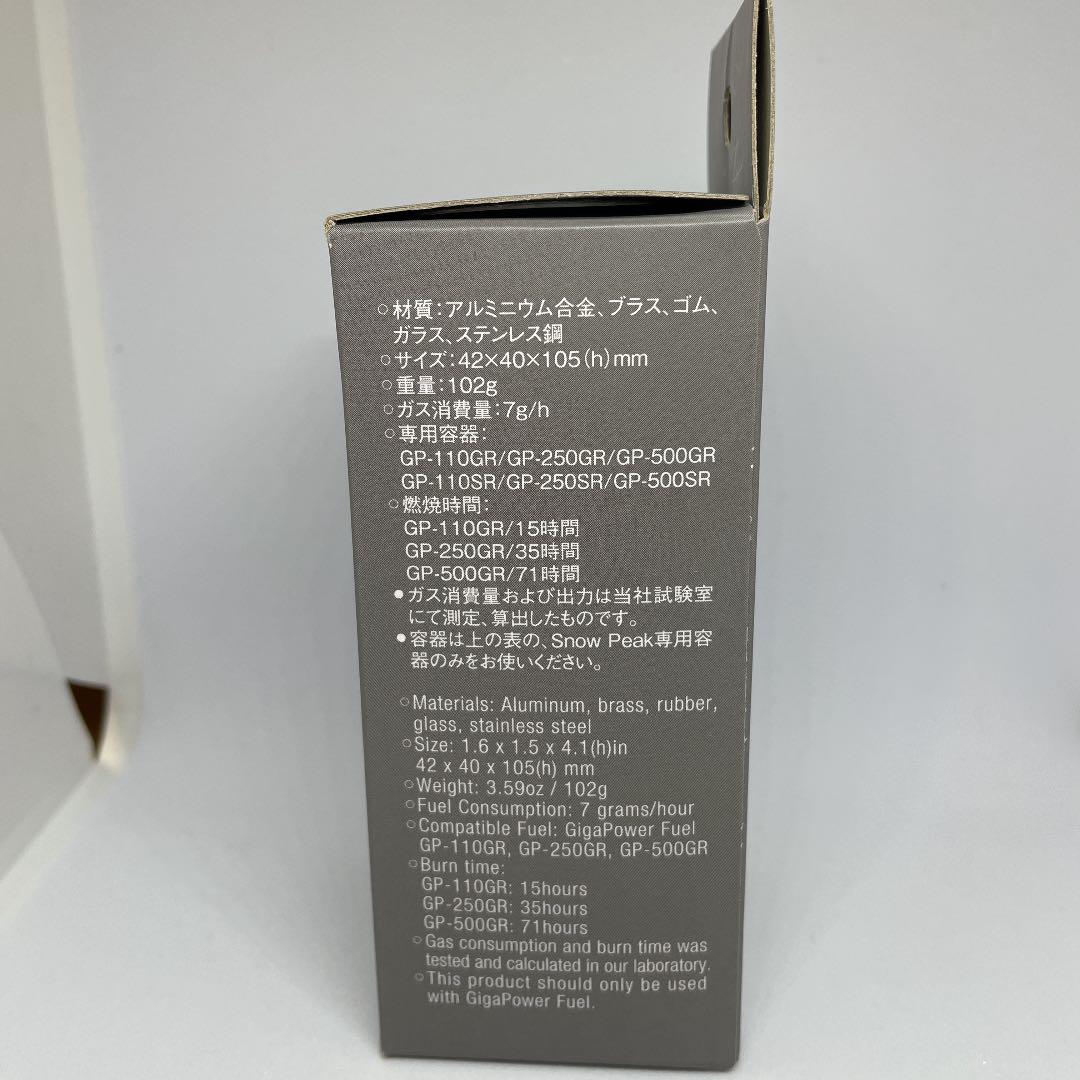 ○材質：アルミニウム合金、ブラス、ゴム、
ガラス、ステンレス鋼
○サイズ：42×40×105(h)mm
○重量：102g
○ガス消費量：7g/h
○専用容器：
GP-110GR/GP-250GR/GP-500GR
GP-110SR/GP-250SR/GP-500SR
○燃焼時間：
GP-110GR/15時間
GP-250GR/35時間
GP-500GR/71時間
●ガス消費量および出力は当社試験室
にて測定、算出したものです。
●容器は上の表の、Snow Peak専用容
器のみをお使いください。
○Materials: Aluminum, brass, rubber,
glass, stainless steel
○Size: 1.6 x 1.5 x 4.1(h)in
42 x 40 x 105(h) mm
○Weight: 3.59oz / 102g
○Fuel Consumption: 7 grams/hour
○Compatible Fuel: GigaPower Fuel
GP-110GR, GP-250GR, GP-500GR
○Burn time:
GP-110GR: 15hours
GP-250GR: 35hours
GP-500GR: 71hours
○Gas consumption and burn time was
tested and calculated in our laboratory.
○This product should only be used
with GigaPower Fuel.